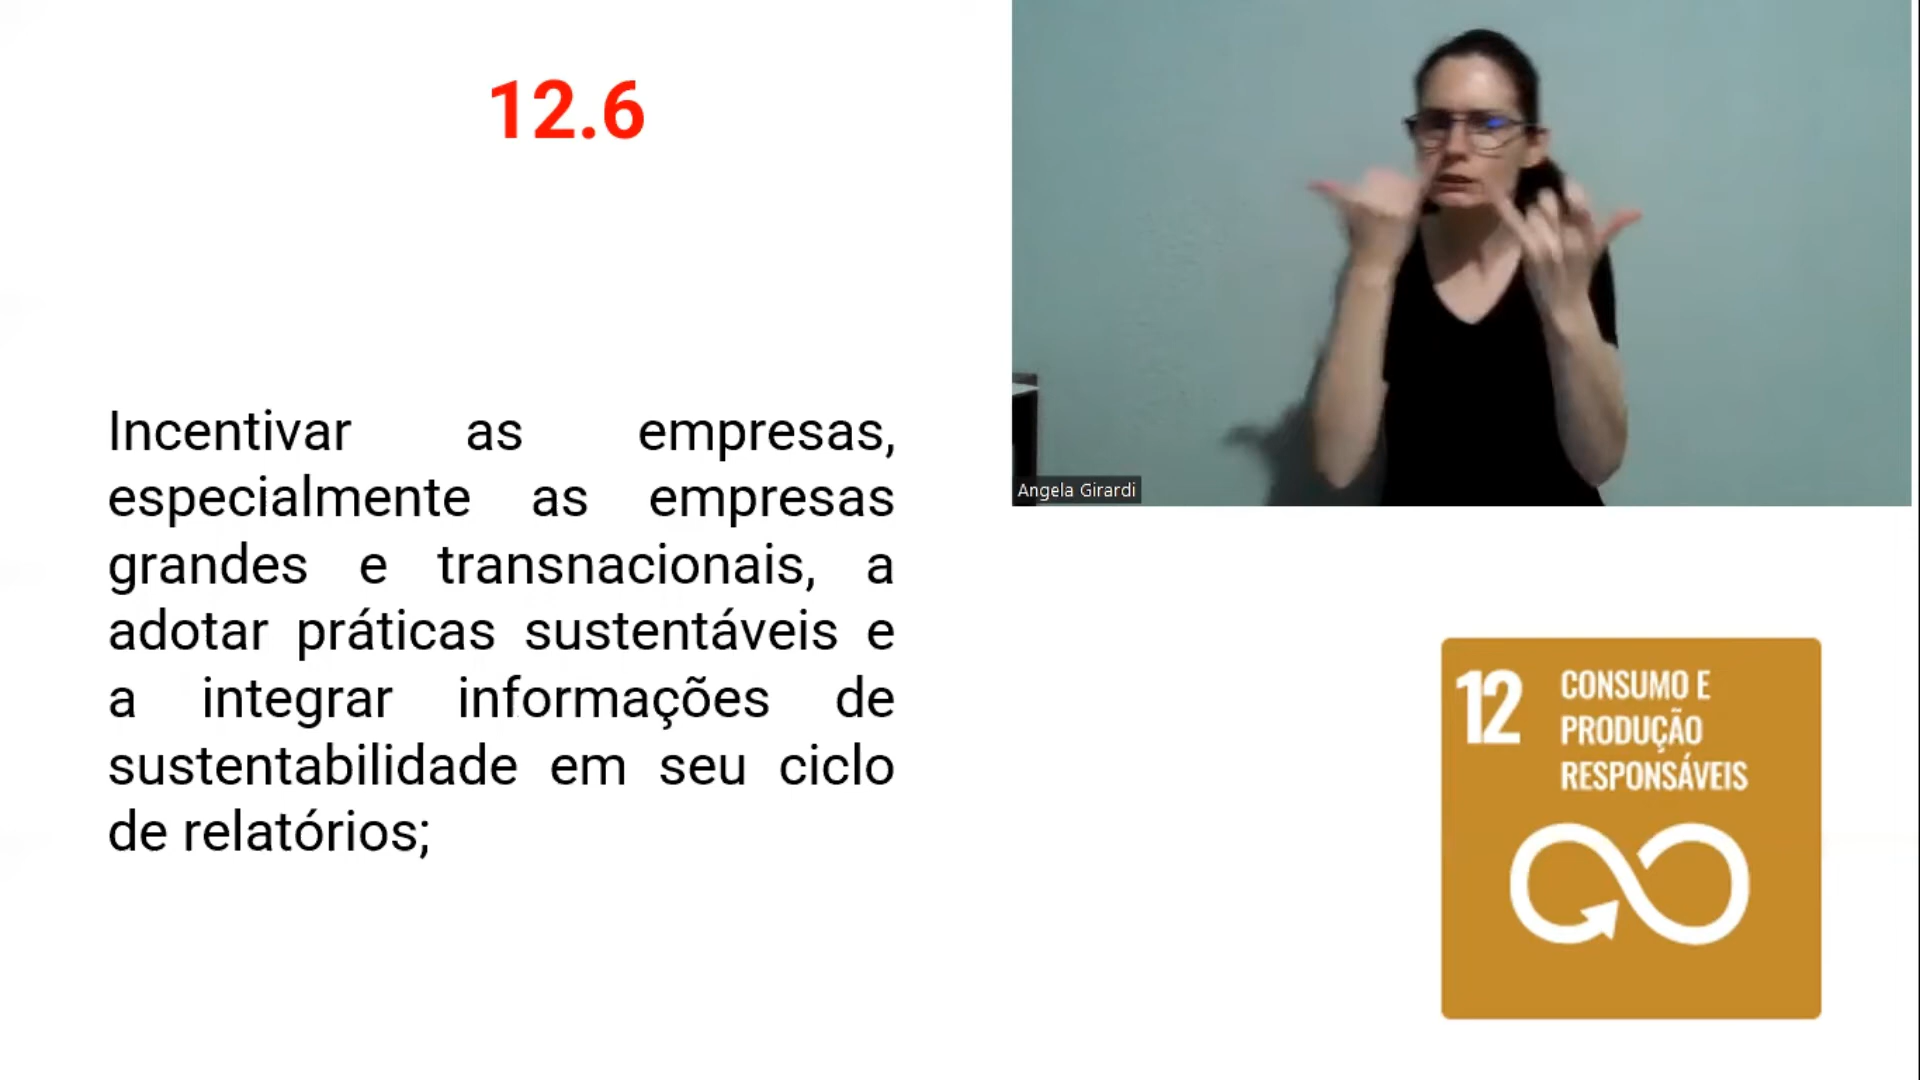 12.6
Incentivar as empresas,
especialmente as empresas
grandes e transnacionais, a
adotar práticas sustentáveis e
a integrar informações de
sustentabilidade em seu ciclo
de relatórios;
Angela Girardi
12 CONSUMO E
PRODUÇÃO
RESPONSÁVEIS